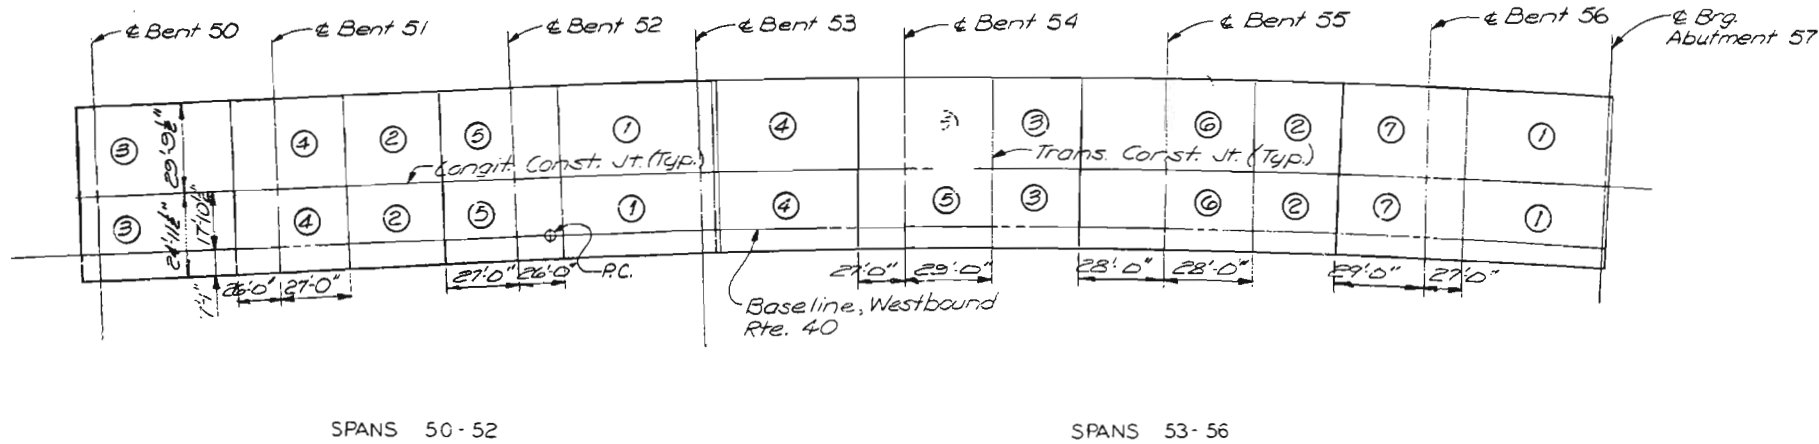 ℄ Bent 50
℄ Bent 51
℄ Bent 52
℄ Bent 53
℄ Bent 54
℄ Bent 55
℄ Bent 56
℄ Brg.
Abutment 57
3 4 2 5 1 4 3 6 2 7 1
Longit. Const. Jt. (Typ.)
Trans. Const. Jt. (Typ.)
3 4 2 5 1 4 5 3 6 2 7 1
17'-10½"
26'-0"
27'-0"
27'-0"
26'-0"
P.C.
27'-0"
29'-0"
28'-0"
28'-0"
29'-0"
27'-0"
Baseline, Westbound
Rte. 40
SPANS 50-52
SPANS 53-56